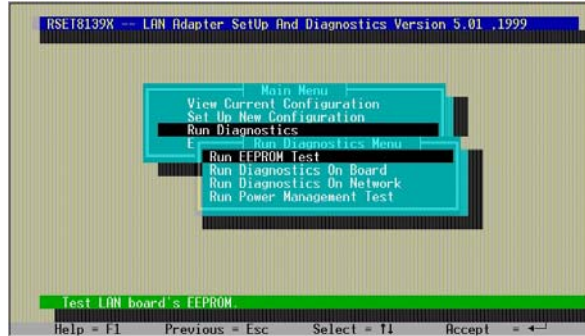 RSET8139X -- LAN Adapter SetUp And Diagnostics Version 5.01 ,1999
Main Menu
View Current Configuration
Set Up New Configuration
Run Diagnostics
E
Run Diagnostics Menu
Run EEPROM Test
Run Diagnostics On Board
Run Diagnostics On Network
Run Power Management Test
Test LAN board's EEPROM.
Help = F1 Previous = Esc Select = ↑↓ Accept = ←┘